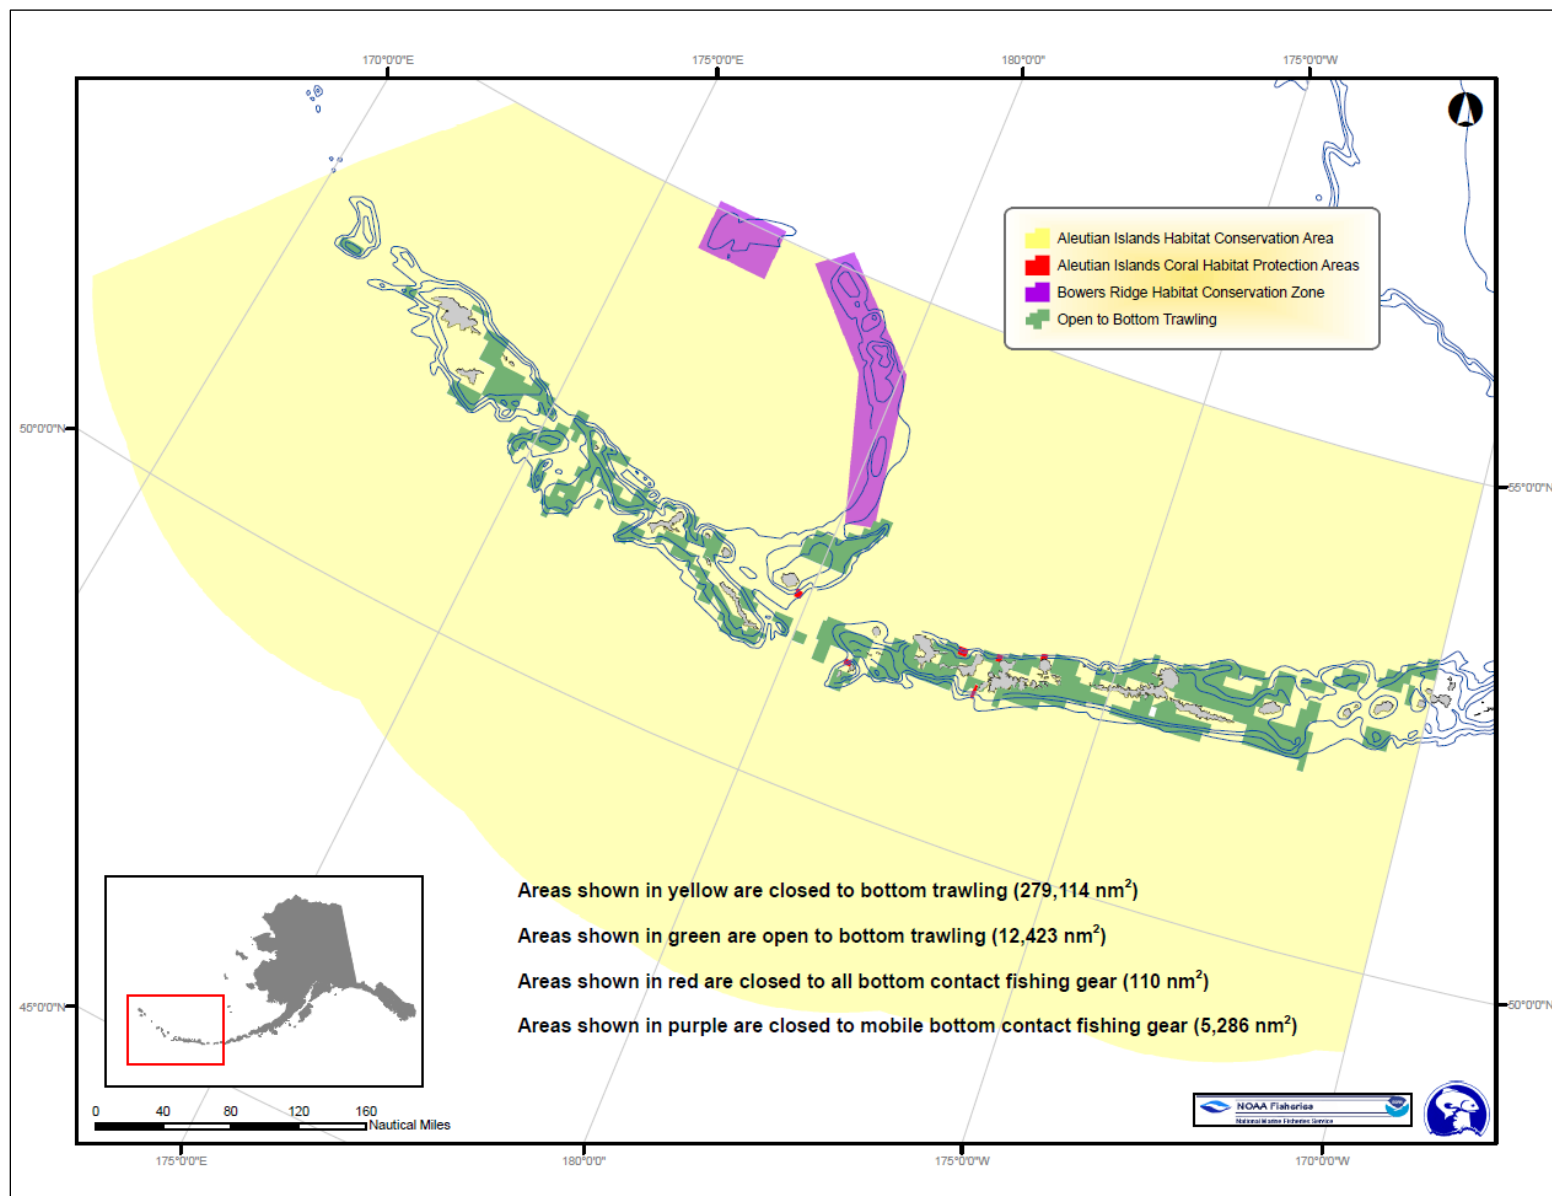 170°0'0"E
175°0'0"E
180°0'0"
175°0'0"W
Aleutian Islands Habitat Conservation Area
Aleutian Islands Coral Habitat Protection Areas
Bowers Ridge Habitat Conservation Zone
Open to Bottom Trawling
50°0'0"N
55°0'0"N
Areas shown in yellow are closed to bottom trawling (279,114 nm²)
Areas shown in green are open to bottom trawling (12,423 nm²)
Areas shown in red are closed to all bottom contact fishing gear (110 nm²)
45°0'0"N
50°0'0"N
Areas shown in purple are closed to mobile bottom contact fishing gear (5,286 nm²)
0 40 80 120 160
Nautical Miles
NOAA Fisheries
National Marine Fisheries Service
175°0'0"E
180°0'0"
175°0'0"W
170°0'0"W